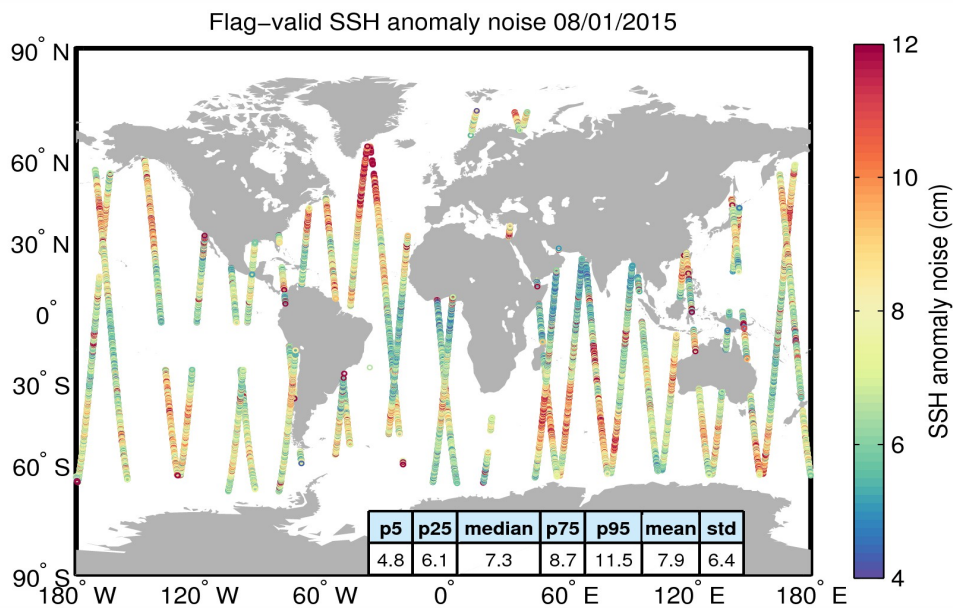 Flag−valid SSH anomaly noise 08/01/2015
90° N
60° N
30° N
0°
30° S
60° S
90° S
180° W
120° W
60° W
0°
60° E
120° E
180° E
p5 p25 median p75 p95 mean std
4.8 6.1 7.3 8.7 11.5 7.9 6.4
12
10
8
6
4
SSH anomaly noise (cm)